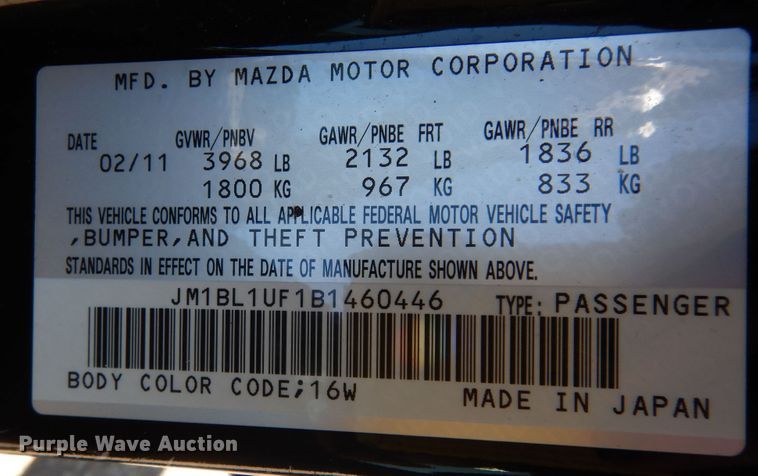 MFD. BY MAZDA MOTOR CORPORATION
DATE GVWR/PNBV GAWR/PNBE FRT GAWR/PNBE RR
02/11 3968 LB 2132 LB 1836 LB
1800 KG 967 KG 833 KG
THIS VEHICLE CONFORMS TO ALL APPLICABLE FEDERAL MOTOR VEHICLE SAFETY
,BUMPER,AND THEFT PREVENTION
STANDARDS IN EFFECT ON THE DATE OF MANUFACTURE SHOWN ABOVE.
JM1BL1UF1B1460446 TYPE: PASSENGER
BODY COLOR CODE;16W MADE IN JAPAN
Purple Wave Auction